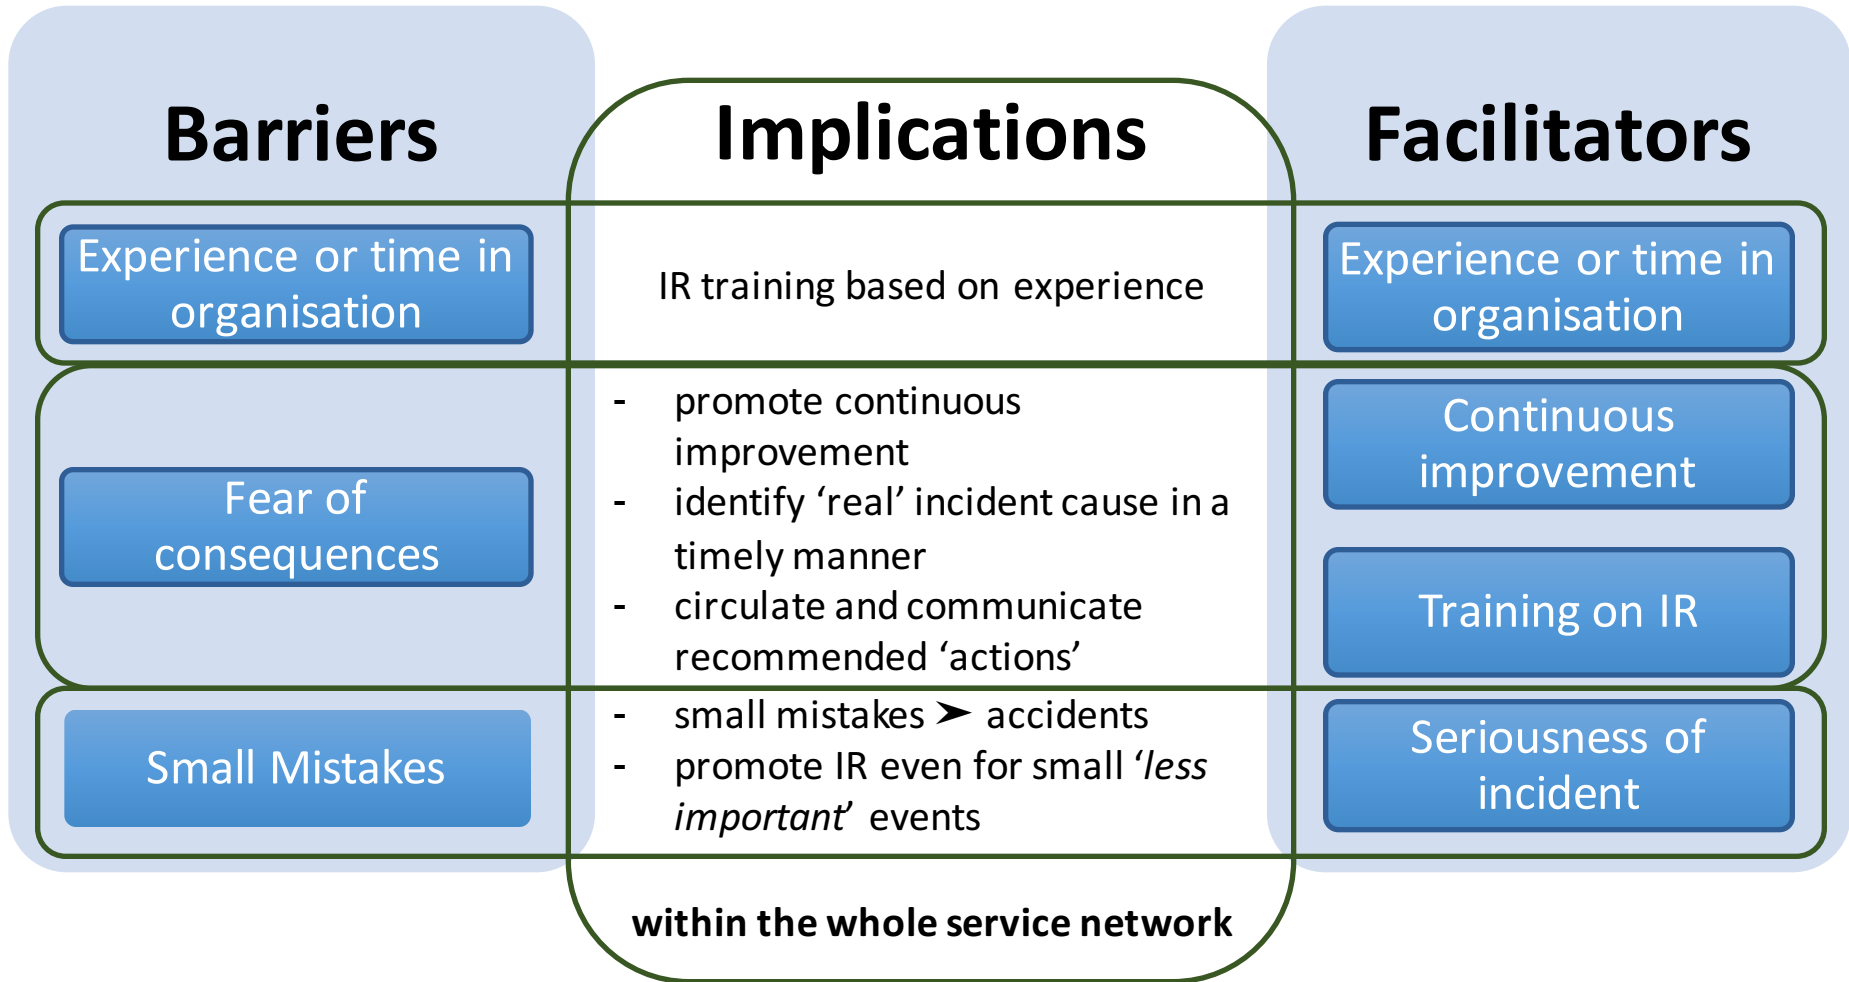 Barriers
Implications
Facilitators
Experience or time in
organisation
IR training based on experience
Experience or time in
organisation
Fear of
consequences
- promote continuous
improvement
- identify ‘real’ incident cause in a
timely manner
- circulate and communicate
recommended ‘actions’
Continuous
improvement
Training on IR
Small Mistakes
- small mistakes ➤ accidents
- promote IR even for small ‘less
important’ events
Seriousness of
incident
within the whole service network